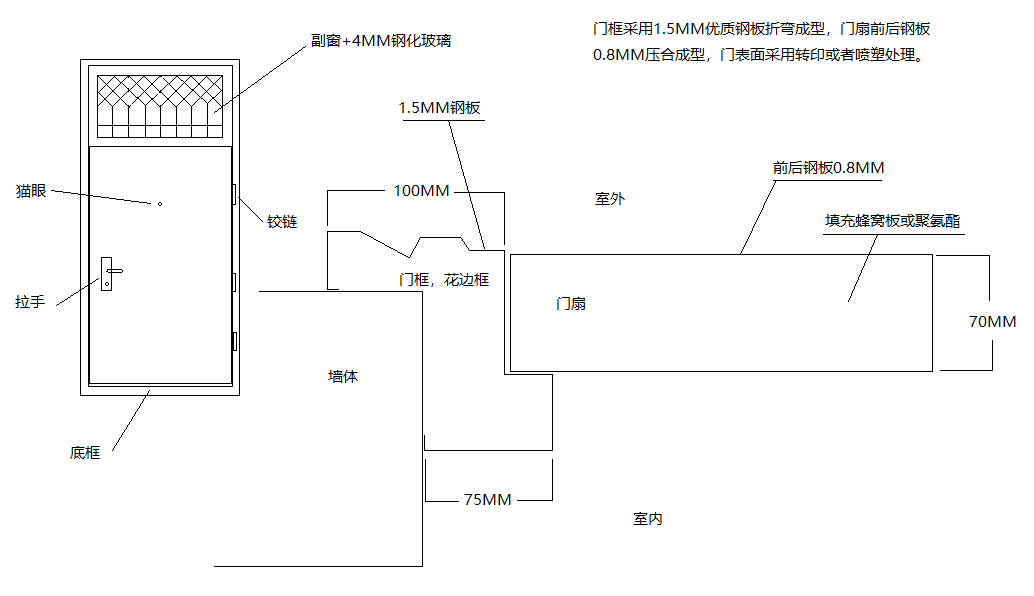 门框采用1.5MM优质钢板折弯成型，门扇前后钢板
0.8MM压合成型，门表面采用转印或者喷塑处理。
副窗+4MM钢化玻璃
1.5MM钢板
前后钢板0.8MM
猫眼
100MM
室外
铰链
填充蜂窝板或聚氨酯
门框，花边框
拉手
门扇
70MM
墙体
底框
75MM
室内